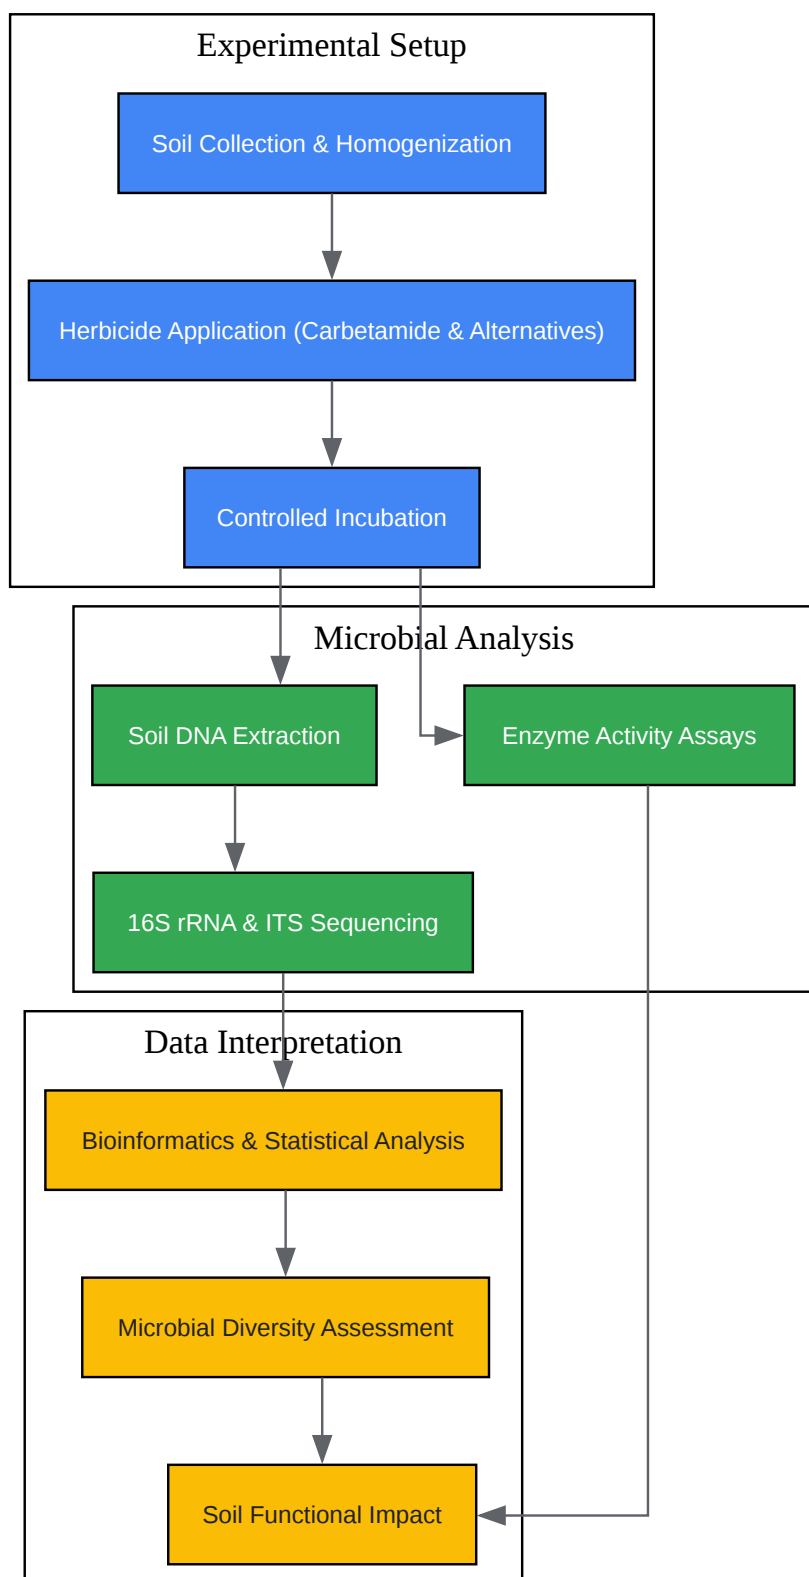 Experimental Setup
Soil Collection & Homogenization
Herbicide Application (Carbetamide & Alternatives)
Controlled Incubation
Microbial Analysis
Soil DNA Extraction
Enzyme Activity Assays
16S rRNA & ITS Sequencing
Data Interpretation
Bioinformatics & Statistical Analysis
Microbial Diversity Assessment
Soil Functional Impact